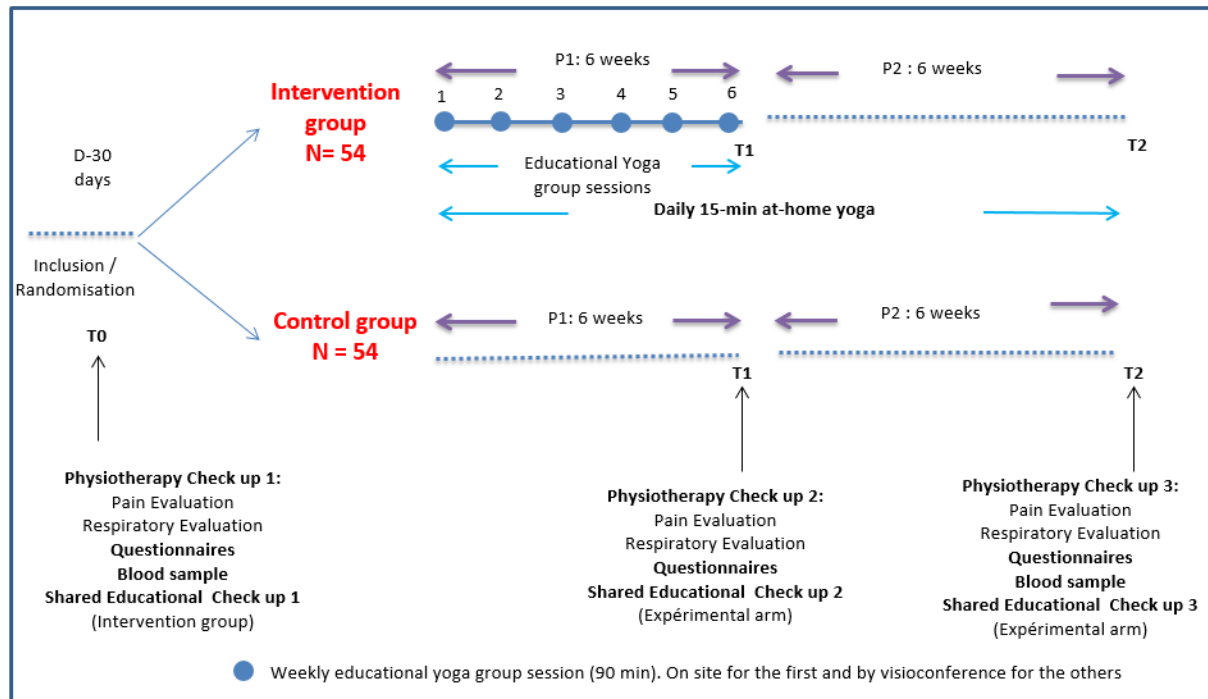 P1: 6 weeks
P2 : 6 weeks
Intervention
group
N= 54
1 2 3 4 5 6
T1
T2
D-30
days
Educational Yoga
group sessions
Daily 15-min at-home yoga
Inclusion /
Randomisation
T0
Control group
N = 54
P1: 6 weeks
P2 : 6 weeks
T1
T2
Physiotherapy Check up 1:
Pain Evaluation
Respiratory Evaluation
Questionnaires
Blood sample
Shared Educational Check up 1
(Intervention group)
Physiotherapy Check up 2:
Pain Evaluation
Respiratory Evaluation
Questionnaires
Shared Educational Check up 2
(Expérimental arm)
Physiotherapy Check up 3:
Pain Evaluation
Respiratory Evaluation
Questionnaires
Blood sample
Shared Educational Check up 3
(Expérimental arm)
Weekly educational yoga group session (90 min). On site for the first and by visioconference for the others